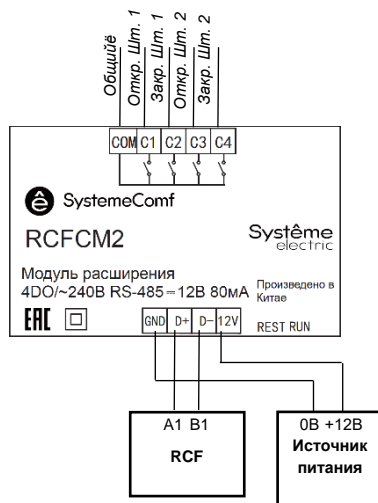 Общийё
Откр. Шт. 1
Закр. Шт. 1
Откр. Шт. 2
Закр. Шт. 2
COM C1 C2 C3 C4
ê SystemeComf
RCFCM2
Systême
electric
Модуль расширения
4DO/~240В RS-485⎓12В 80мА
Произведено в
Китае
EAC
GND D+ D- 12V
REST RUN
A1 B1
RCF
0В +12В
Источник
питания